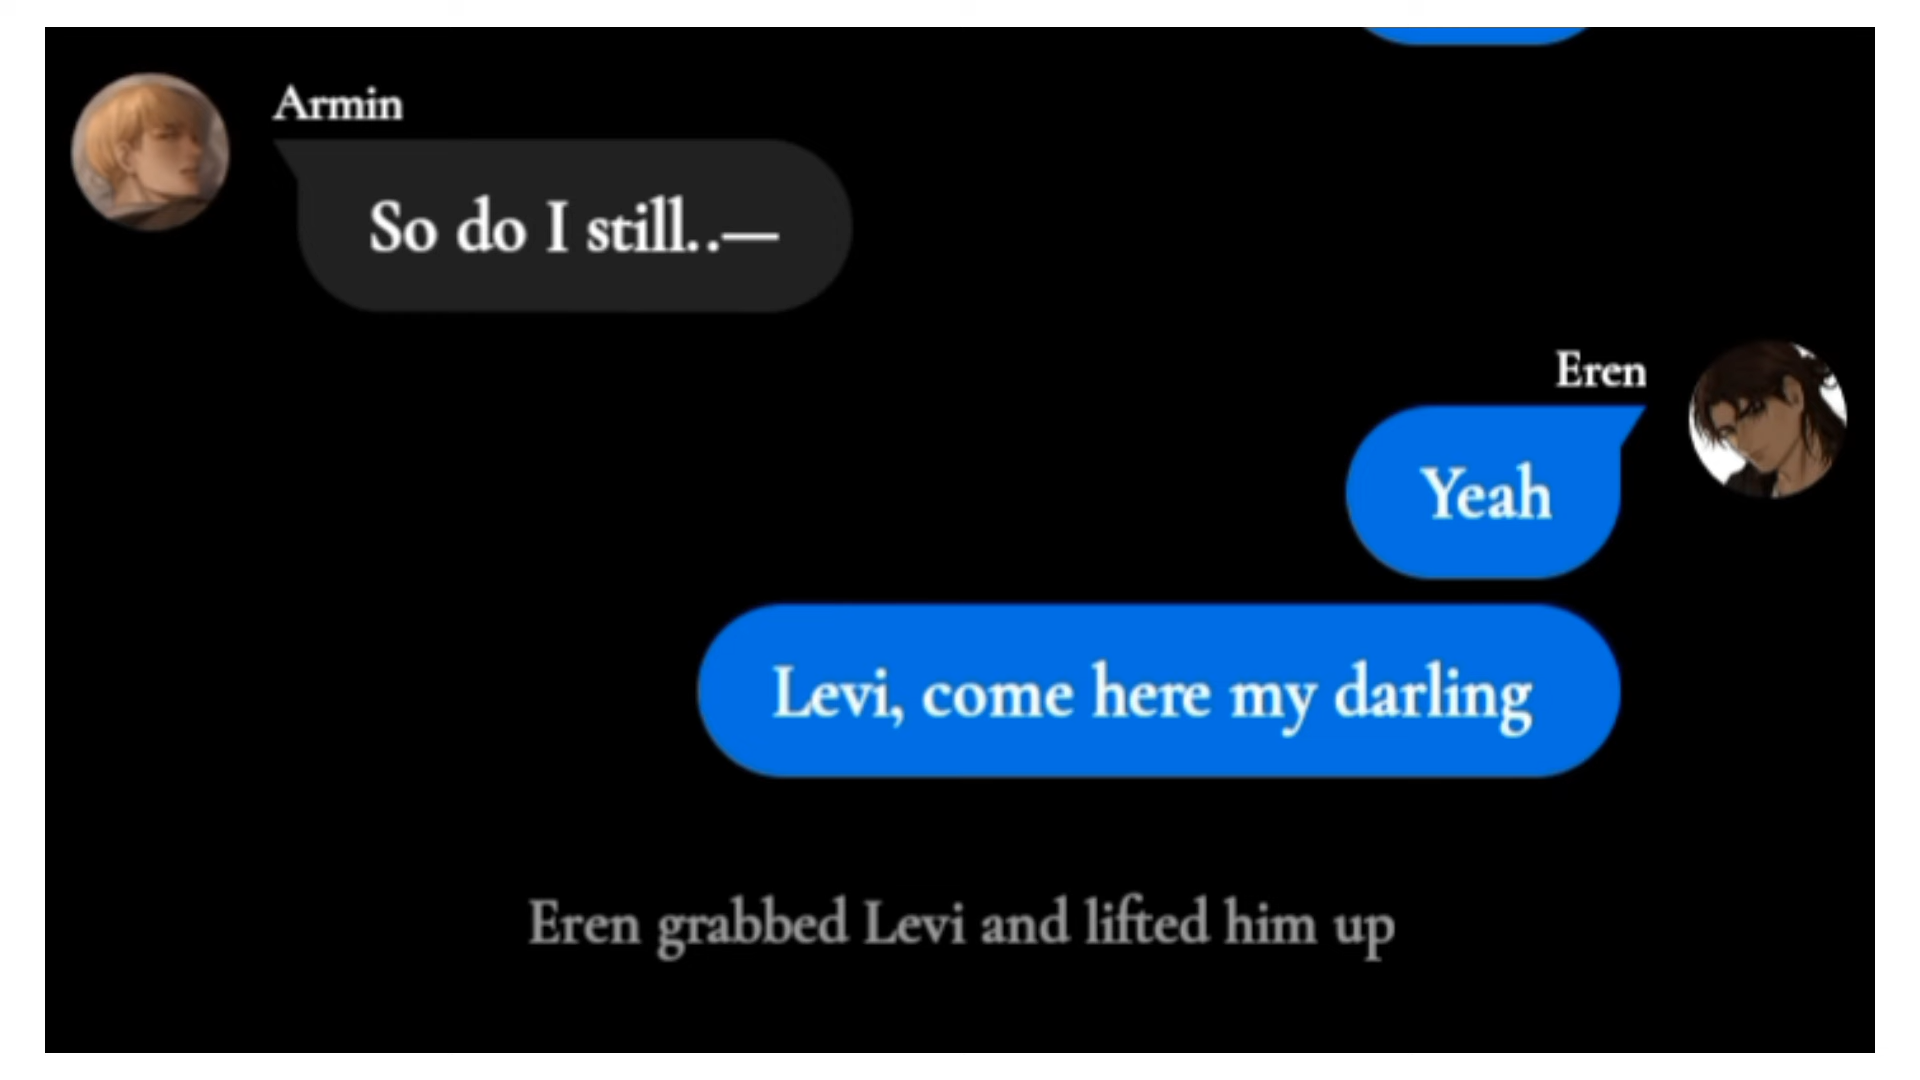 Armin
So do I still..—
Eren
Yeah
Levi, come here my darling
Eren grabbed Levi and lifted him up